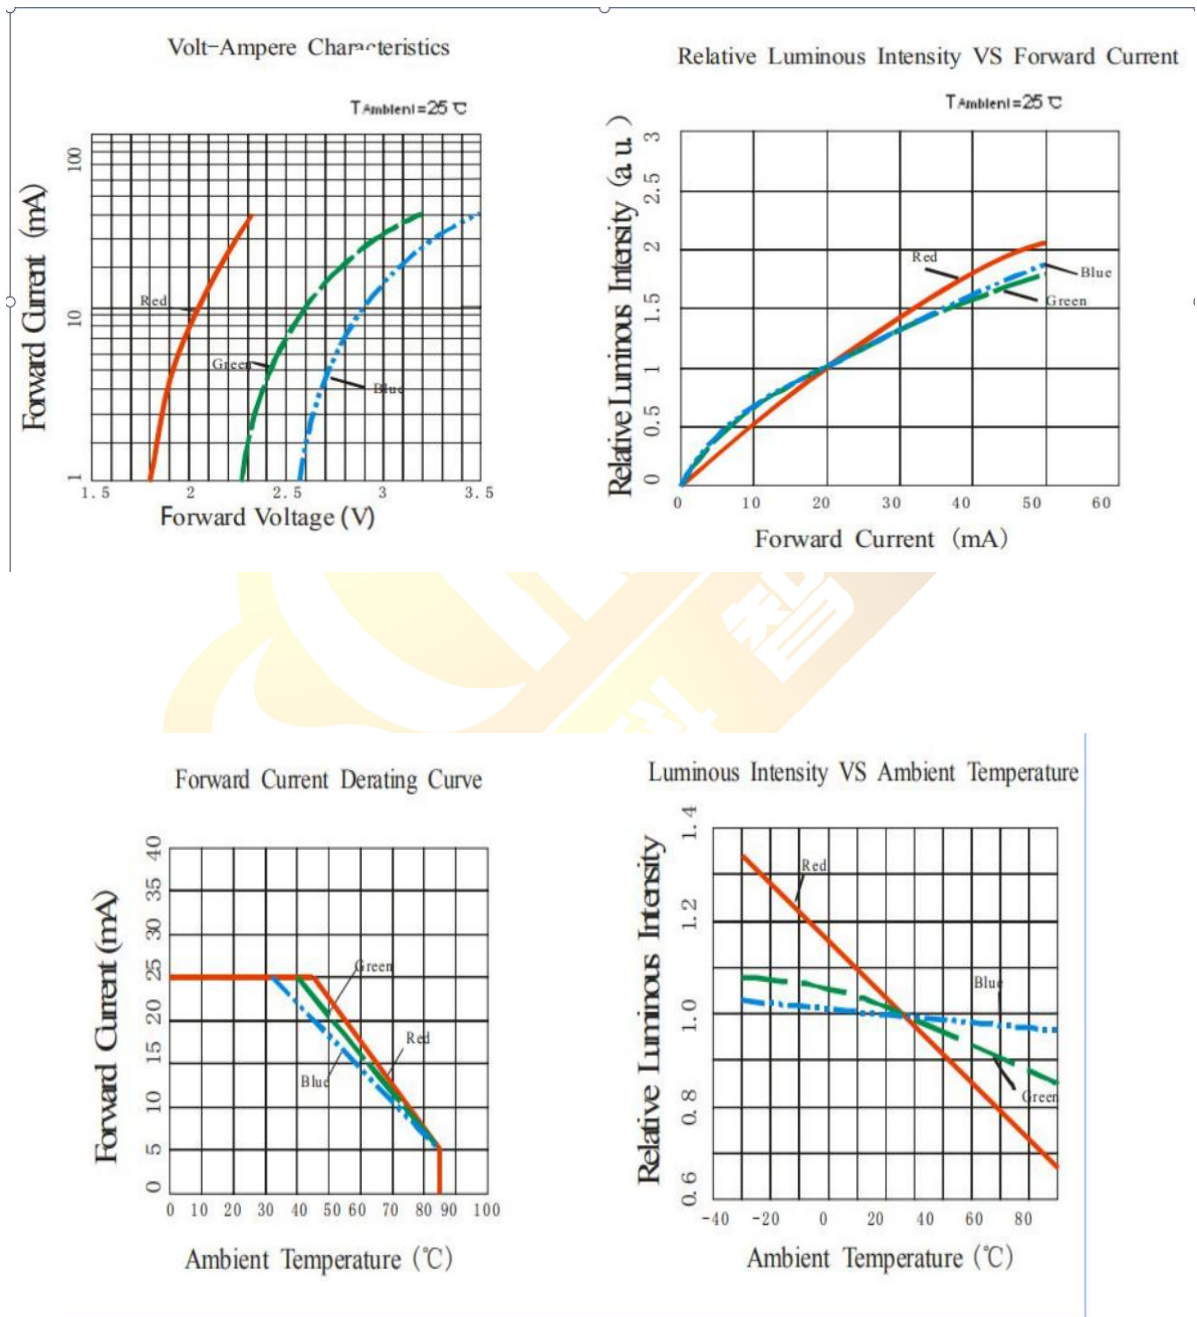 Volt-Ampere Characteristics
TAmbient=25℃
Forward Current (mA)
100
10
1
Red
Green
Blue
1.5 2 2.5 3 3.5
Forward Voltage (V)
Relative Luminous Intensity VS Forward Current
TAmbient=25℃
Relative Luminous Intensity (a.u.)
3
2.5
2
1.5
1
0.5
0
Red
Blue
Green
0 10 20 30 40 50 60
Forward Current (mA)
智
科
Forward Current Derating Curve
Forward Current (mA)
40
35
30
25
20
15
10
5
0
Green
Red
Blue
0 10 20 30 40 50 60 70 80 90 100
Ambient Temperature (℃)
Luminous Intensity VS Ambient Temperature
Relative Luminous Intensity
1.4
1.2
1.0
0.8
0.6
Red
Blue
Green
-40 -20 0 20 40 60 80
Ambient Temperature (℃)